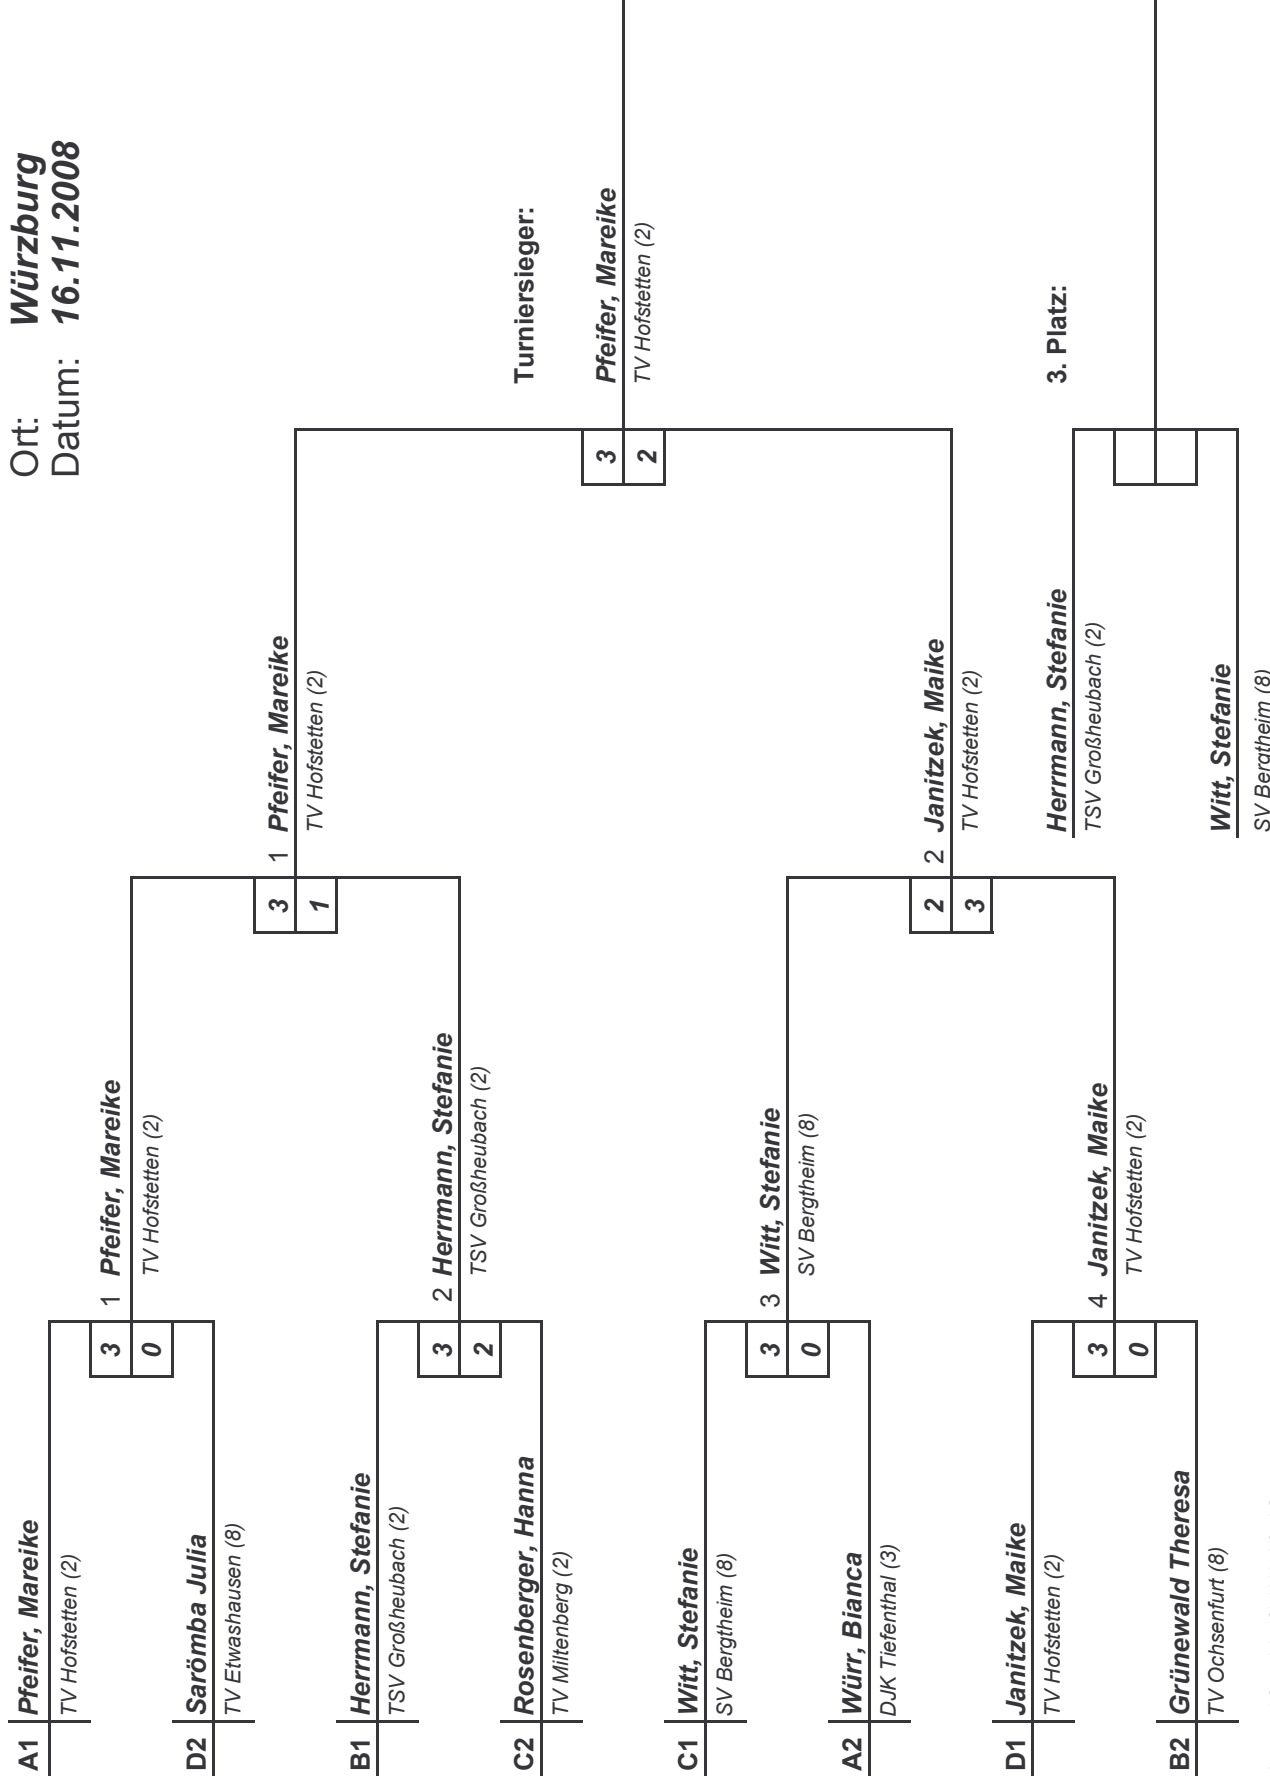 Ort: Würzburg
Datum: 16.11.2008
A1 Pfeifer, Mareike
TV Hofstetten (2)
D2 Sarömba Julia
TV Etwashausen (8)
B1 Herrmann, Stefanie
TSV Großheubach (2)
C2 Rosenberger, Hanna
TV Miltenberg (2)
C1 Witt, Stefanie
SV Bergtheim (8)
A2 Würr, Bianca
DJK Tiefenthal (3)
D1 Janitzek, Maike
TV Hofstetten (2)
B2 Grünewald Theresa
TV Ochsenfurt (8)
3
0
1 Pfeifer, Mareike
TV Hofstetten (2)
3
2
2 Herrmann, Stefanie
TSV Großheubach (2)
3
0
3 Witt, Stefanie
SV Bergtheim (8)
3
0
4 Janitzek, Maike
TV Hofstetten (2)
3
1
1 Pfeifer, Mareike
TV Hofstetten (2)
2
3
2 Janitzek, Maike
TV Hofstetten (2)
3
2
Turniersieger:
Pfeifer, Mareike
TV Hofstetten (2)
Herrmann, Stefanie
TSV Großheubach (2)
Witt, Stefanie
SV Bergtheim (8)
3. Platz: